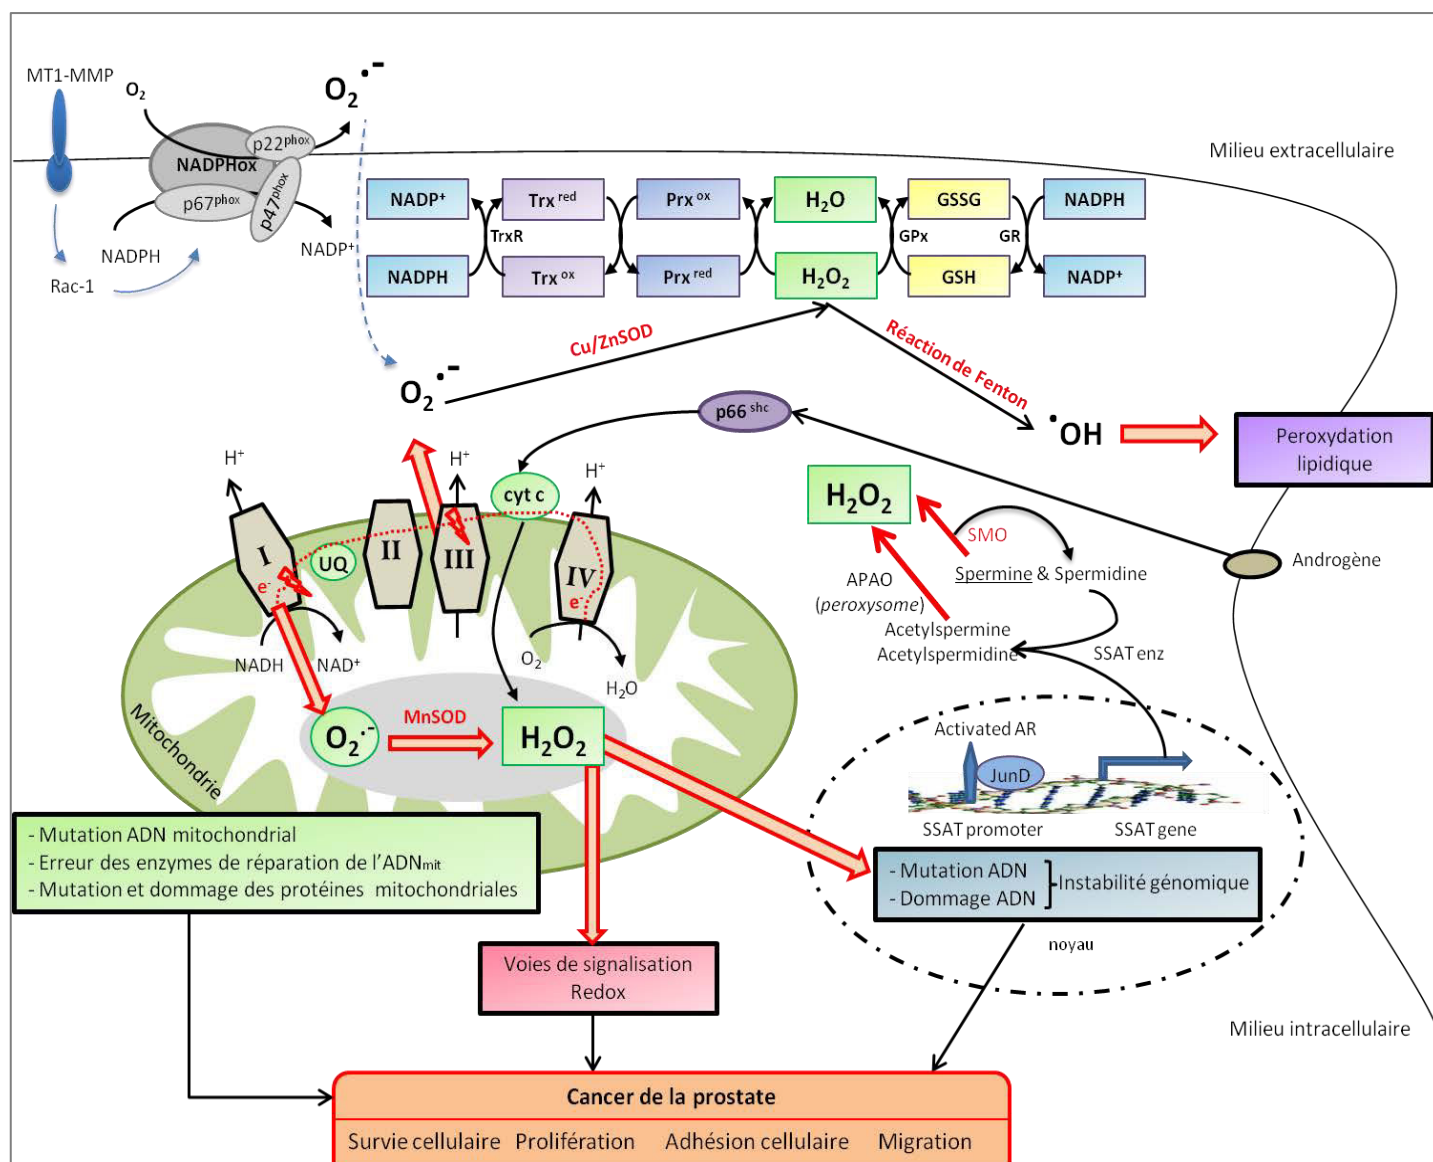 MT1-MMP
O₂
O₂•-
p22phox
NADPHox
p67phox
p47phox
NADPH
NADP⁺
Rac-1
Milieu extracellulaire
NADP⁺
Trx red
Prx ox
H₂O
GSSG
NADPH
TrxR
GPx
GR
NADPH
Trx ox
Prx red
H₂O₂
GSH
NADP⁺
Cu/ZnSOD
Réaction de Fenton
O₂•-
p66 shc
•OH
Peroxydation
lipidique
H⁺
H⁺
H⁺
cyt c
I
UQ
II
III
IV
e-
e-
NADH
NAD⁺
O₂
H₂O
H₂O₂
SMO
Androgène
Spermine & Spermidine
APAO
(peroxysome)
Acetylspermine
Acetylspermidine
SSAT enz
Mitochondrie
O₂•-
MnSOD
H₂O₂
Activated AR
JunD
SSAT promoter
SSAT gene
- Mutation ADN mitochondrial
- Erreur des enzymes de réparation de l'ADNmit
- Mutation et dommage des protéines mitochondriales
- Mutation ADN
- Dommage ADN
Instabilité génomique
noyau
Voies de signalisation
Redox
Milieu intracellulaire
Cancer de la prostate
Survie cellulaire Prolifération Adhésion cellulaire Migration